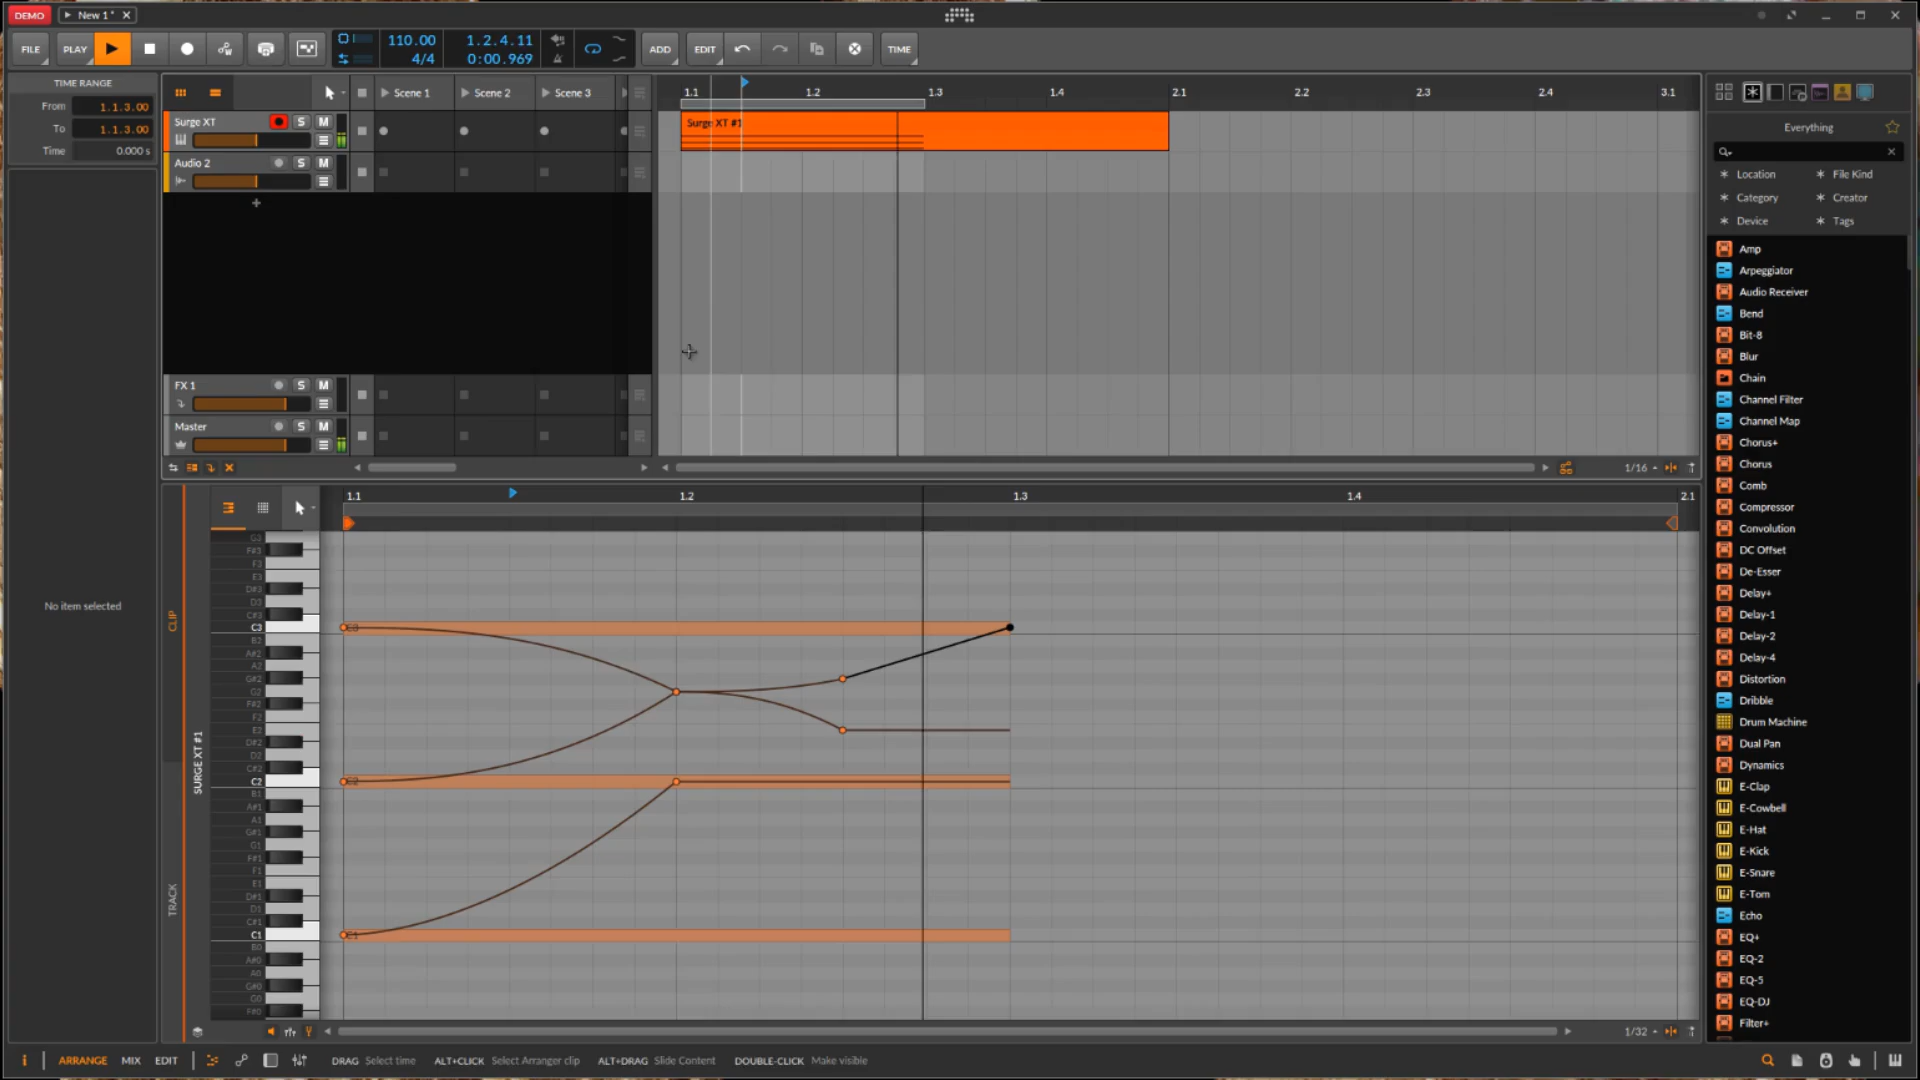 DEMO
New 1*
FILE
PLAY
110.00
4/4
1.2.4.11
0:00.969
ADD
EDIT
TIME
TIME RANGE
From 1.1.3.00
To 1.1.3.00
Time 0.000 s
No item selected
Scene 1
Scene 2
Scene 3
1.1
1.2
1.3
1.4
2.1
2.2
2.3
2.4
3.1
Surge XT
S
M
Surge XT #1
Audio 2
S
M
FX 1
S
M
Master
S
M
1/16
CLIP
TRACK
SURGE XT #1
1.1
1.2
1.3
1.4
2.1
G3
F#3
F3
E3
D#3
D3
C#3
C3
B2
A#2
A2
G#2
G2
F#2
F2
E2
D#2
D2
C#2
C2
B1
A#1
A1
G#1
G1
F#1
F1
E1
D#1
D1
C#1
C1
B0
A#0
A0
G#0
G0
F#0
C3
C2
C1
1/32
Everything
Location
File Kind
Category
Creator
Device
Tags
Amp
Arpeggiator
Audio Receiver
Bend
Bit-8
Blur
Chain
Channel Filter
Channel Map
Chorus+
Chorus
Comb
Compressor
Convolution
DC Offset
De-Esser
Delay+
Delay-1
Delay-2
Delay-4
Distortion
Dribble
Drum Machine
Dual Pan
Dynamics
E-Clap
E-Cowbell
E-Hat
E-Kick
E-Snare
E-Tom
Echo
EQ+
EQ-2
EQ-5
EQ-DJ
Filter+
i
ARRANGE
MIX
EDIT
DRAG Select time
ALT+CLICK Select Arranger clip
ALT+DRAG Slide Content
DOUBLE-CLICK Make visible